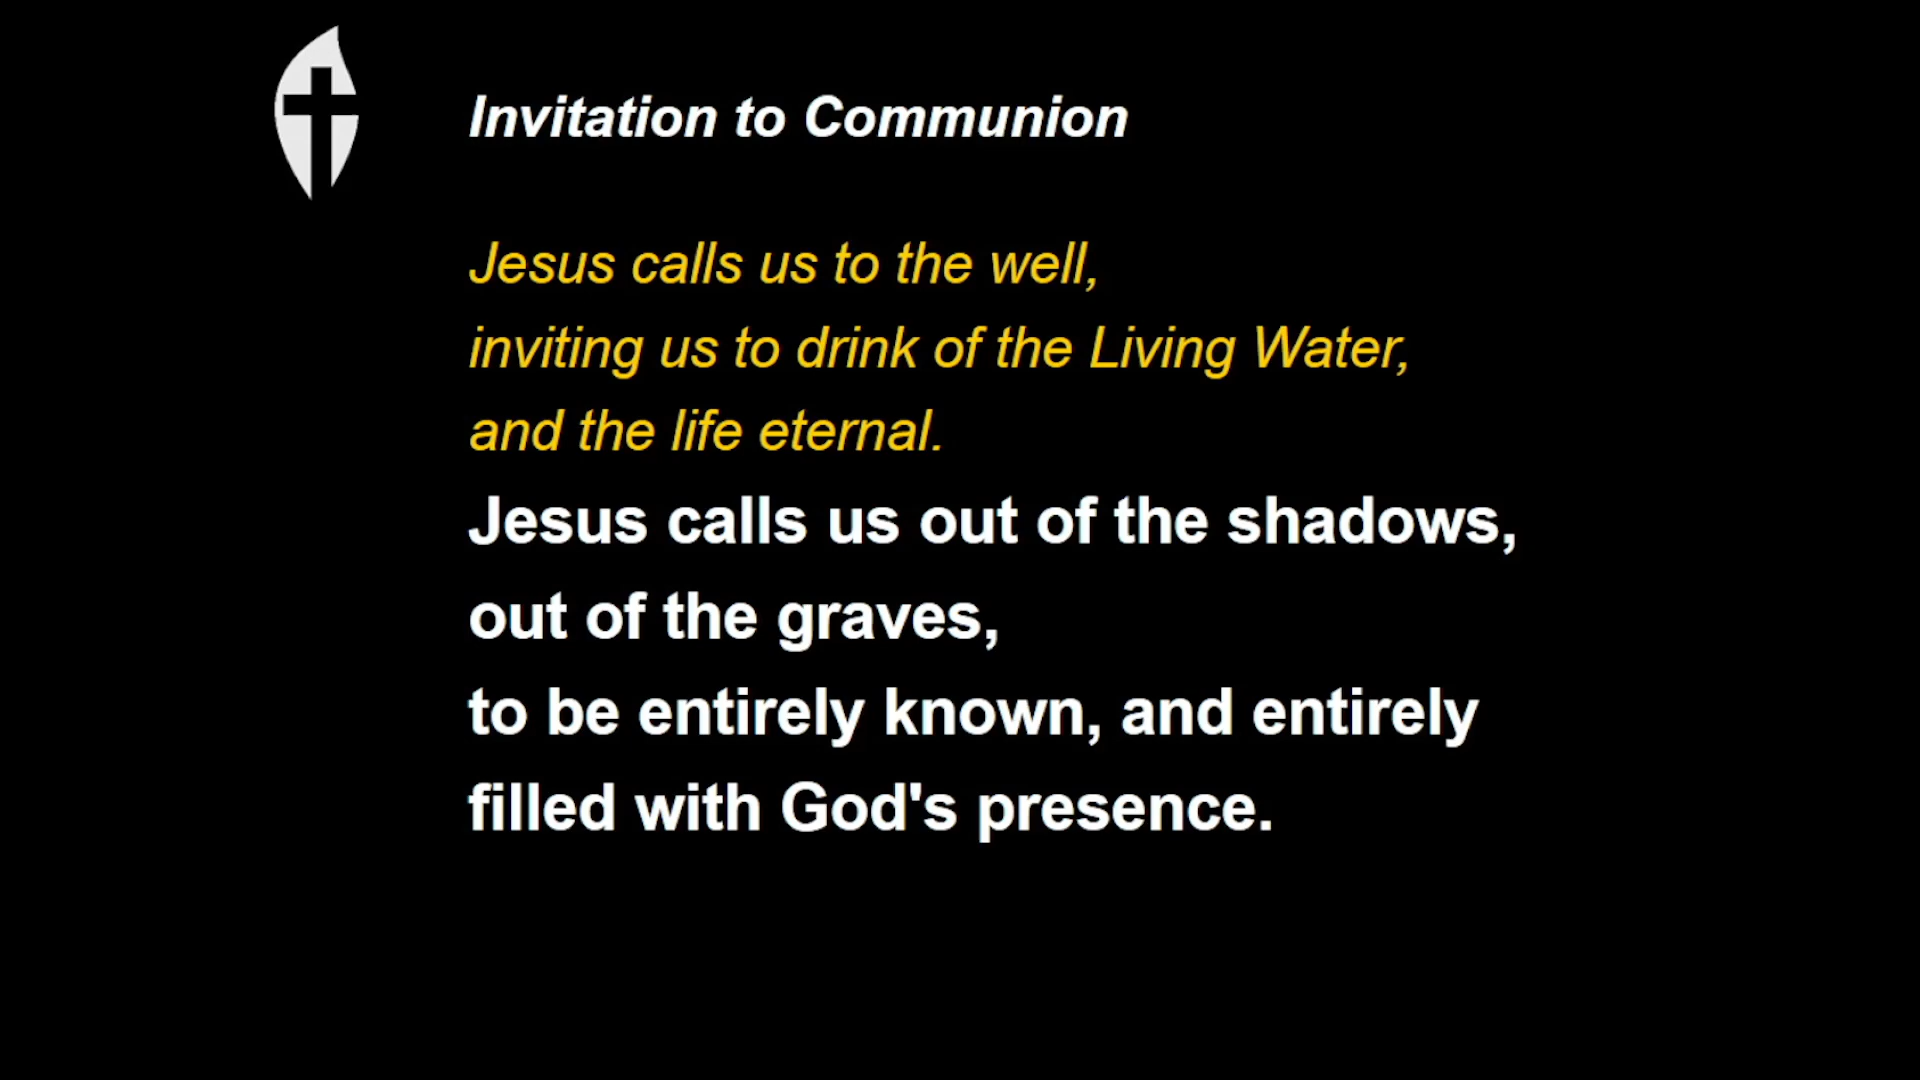 Invitation to Communion
Jesus calls us to the well,
inviting us to drink of the Living Water,
and the life eternal.
Jesus calls us out of the shadows,
out of the graves,
to be entirely known, and entirely
filled with God's presence.